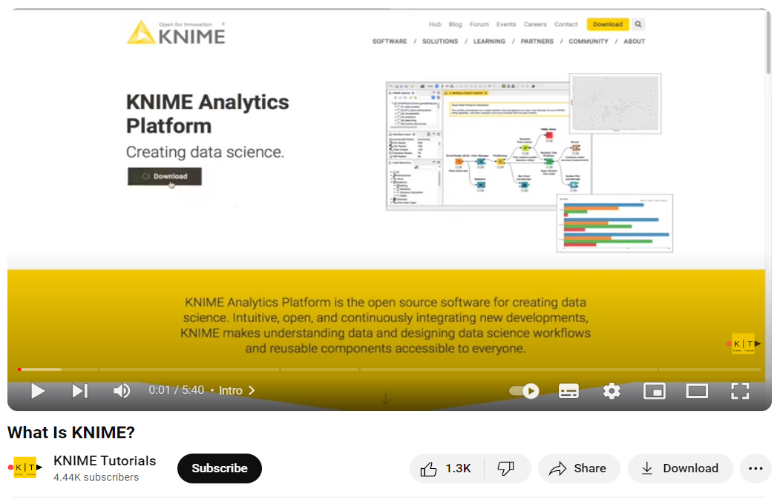 Open for Innovation
KNIME
Hub Blog Forum Events Careers Contact Download
SOFTWARE / SOLUTIONS / LEARNING / PARTNERS / COMMUNITY / ABOUT
KNIME Analytics
Platform
Creating data science.
Download
KNIME Analytics Platform is the open source software for creating data
science. Intuitive, open, and continuously integrating new developments,
KNIME makes understanding data and designing data science workflows
and reusable components accessible to everyone.
K|T
0:01 / 5:40 • Intro >
What Is KNIME?
K|T
KNIME Tutorials
4.44K subscribers
Subscribe
1.3K
Share
Download